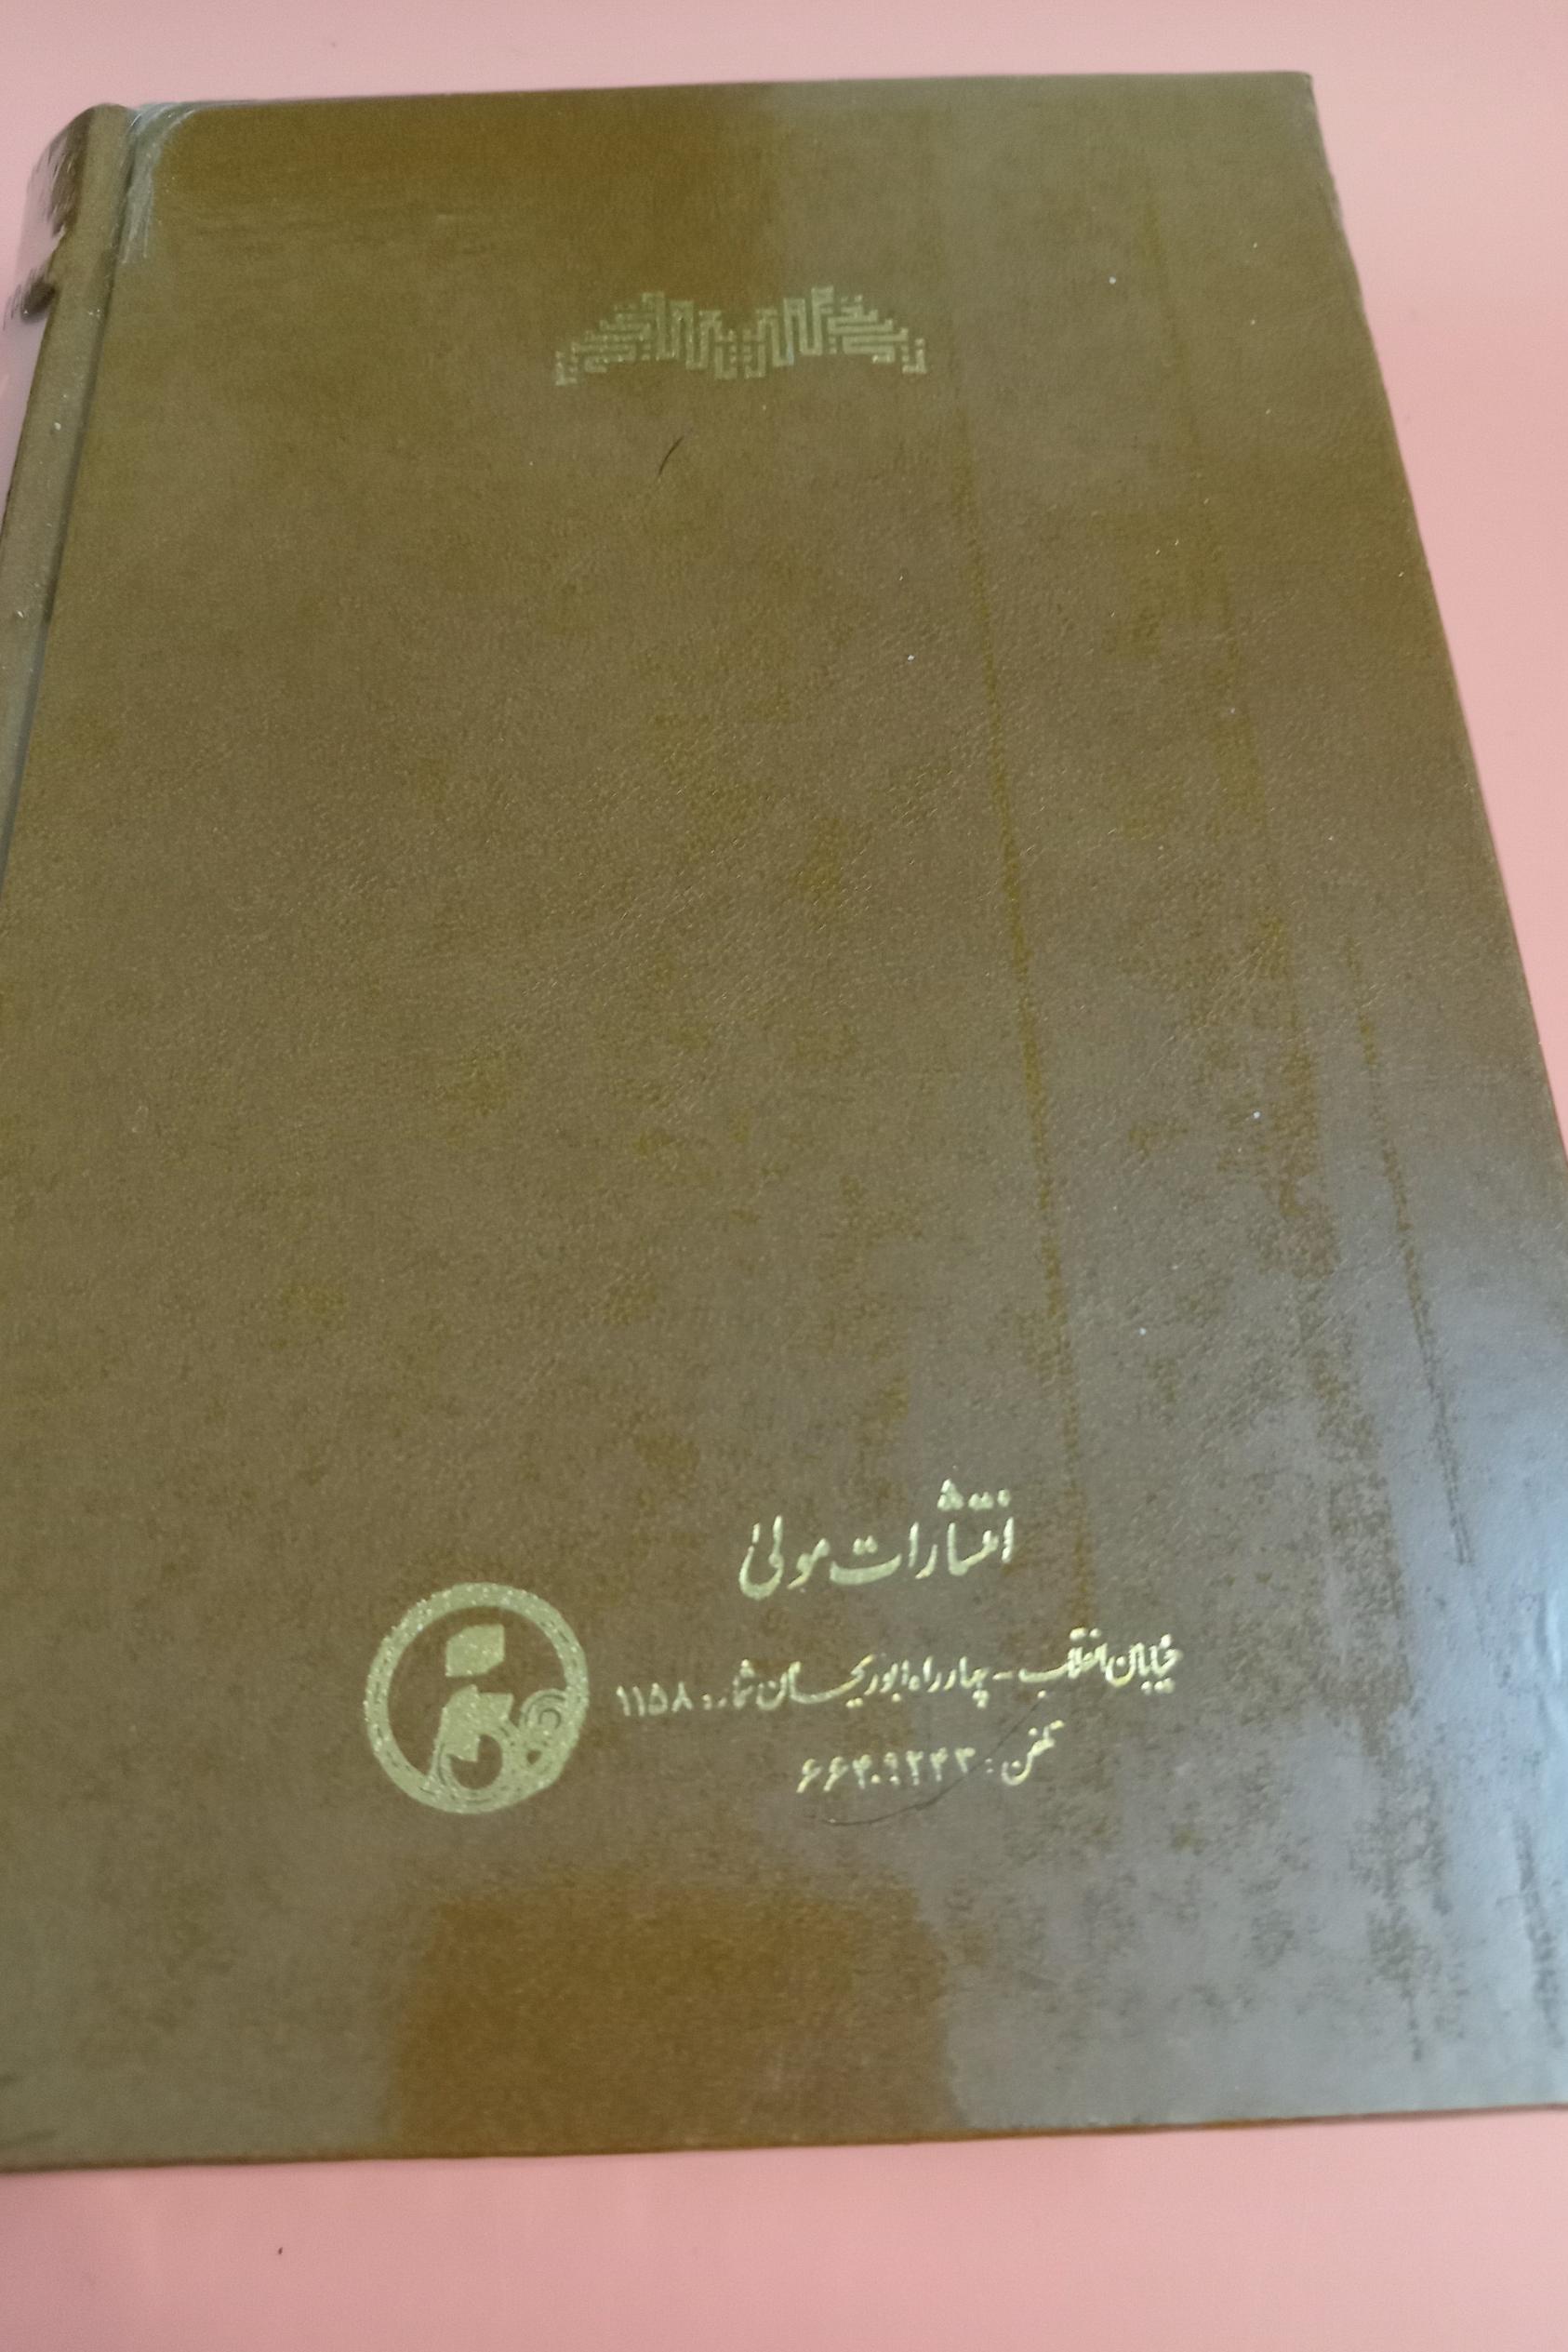 انتشارات مولی
خیابان انقلاب - چهارراه ابوریحان شماره: ۱۱۵۸
تلفن: ۶۶۴۰۹۲۴۳